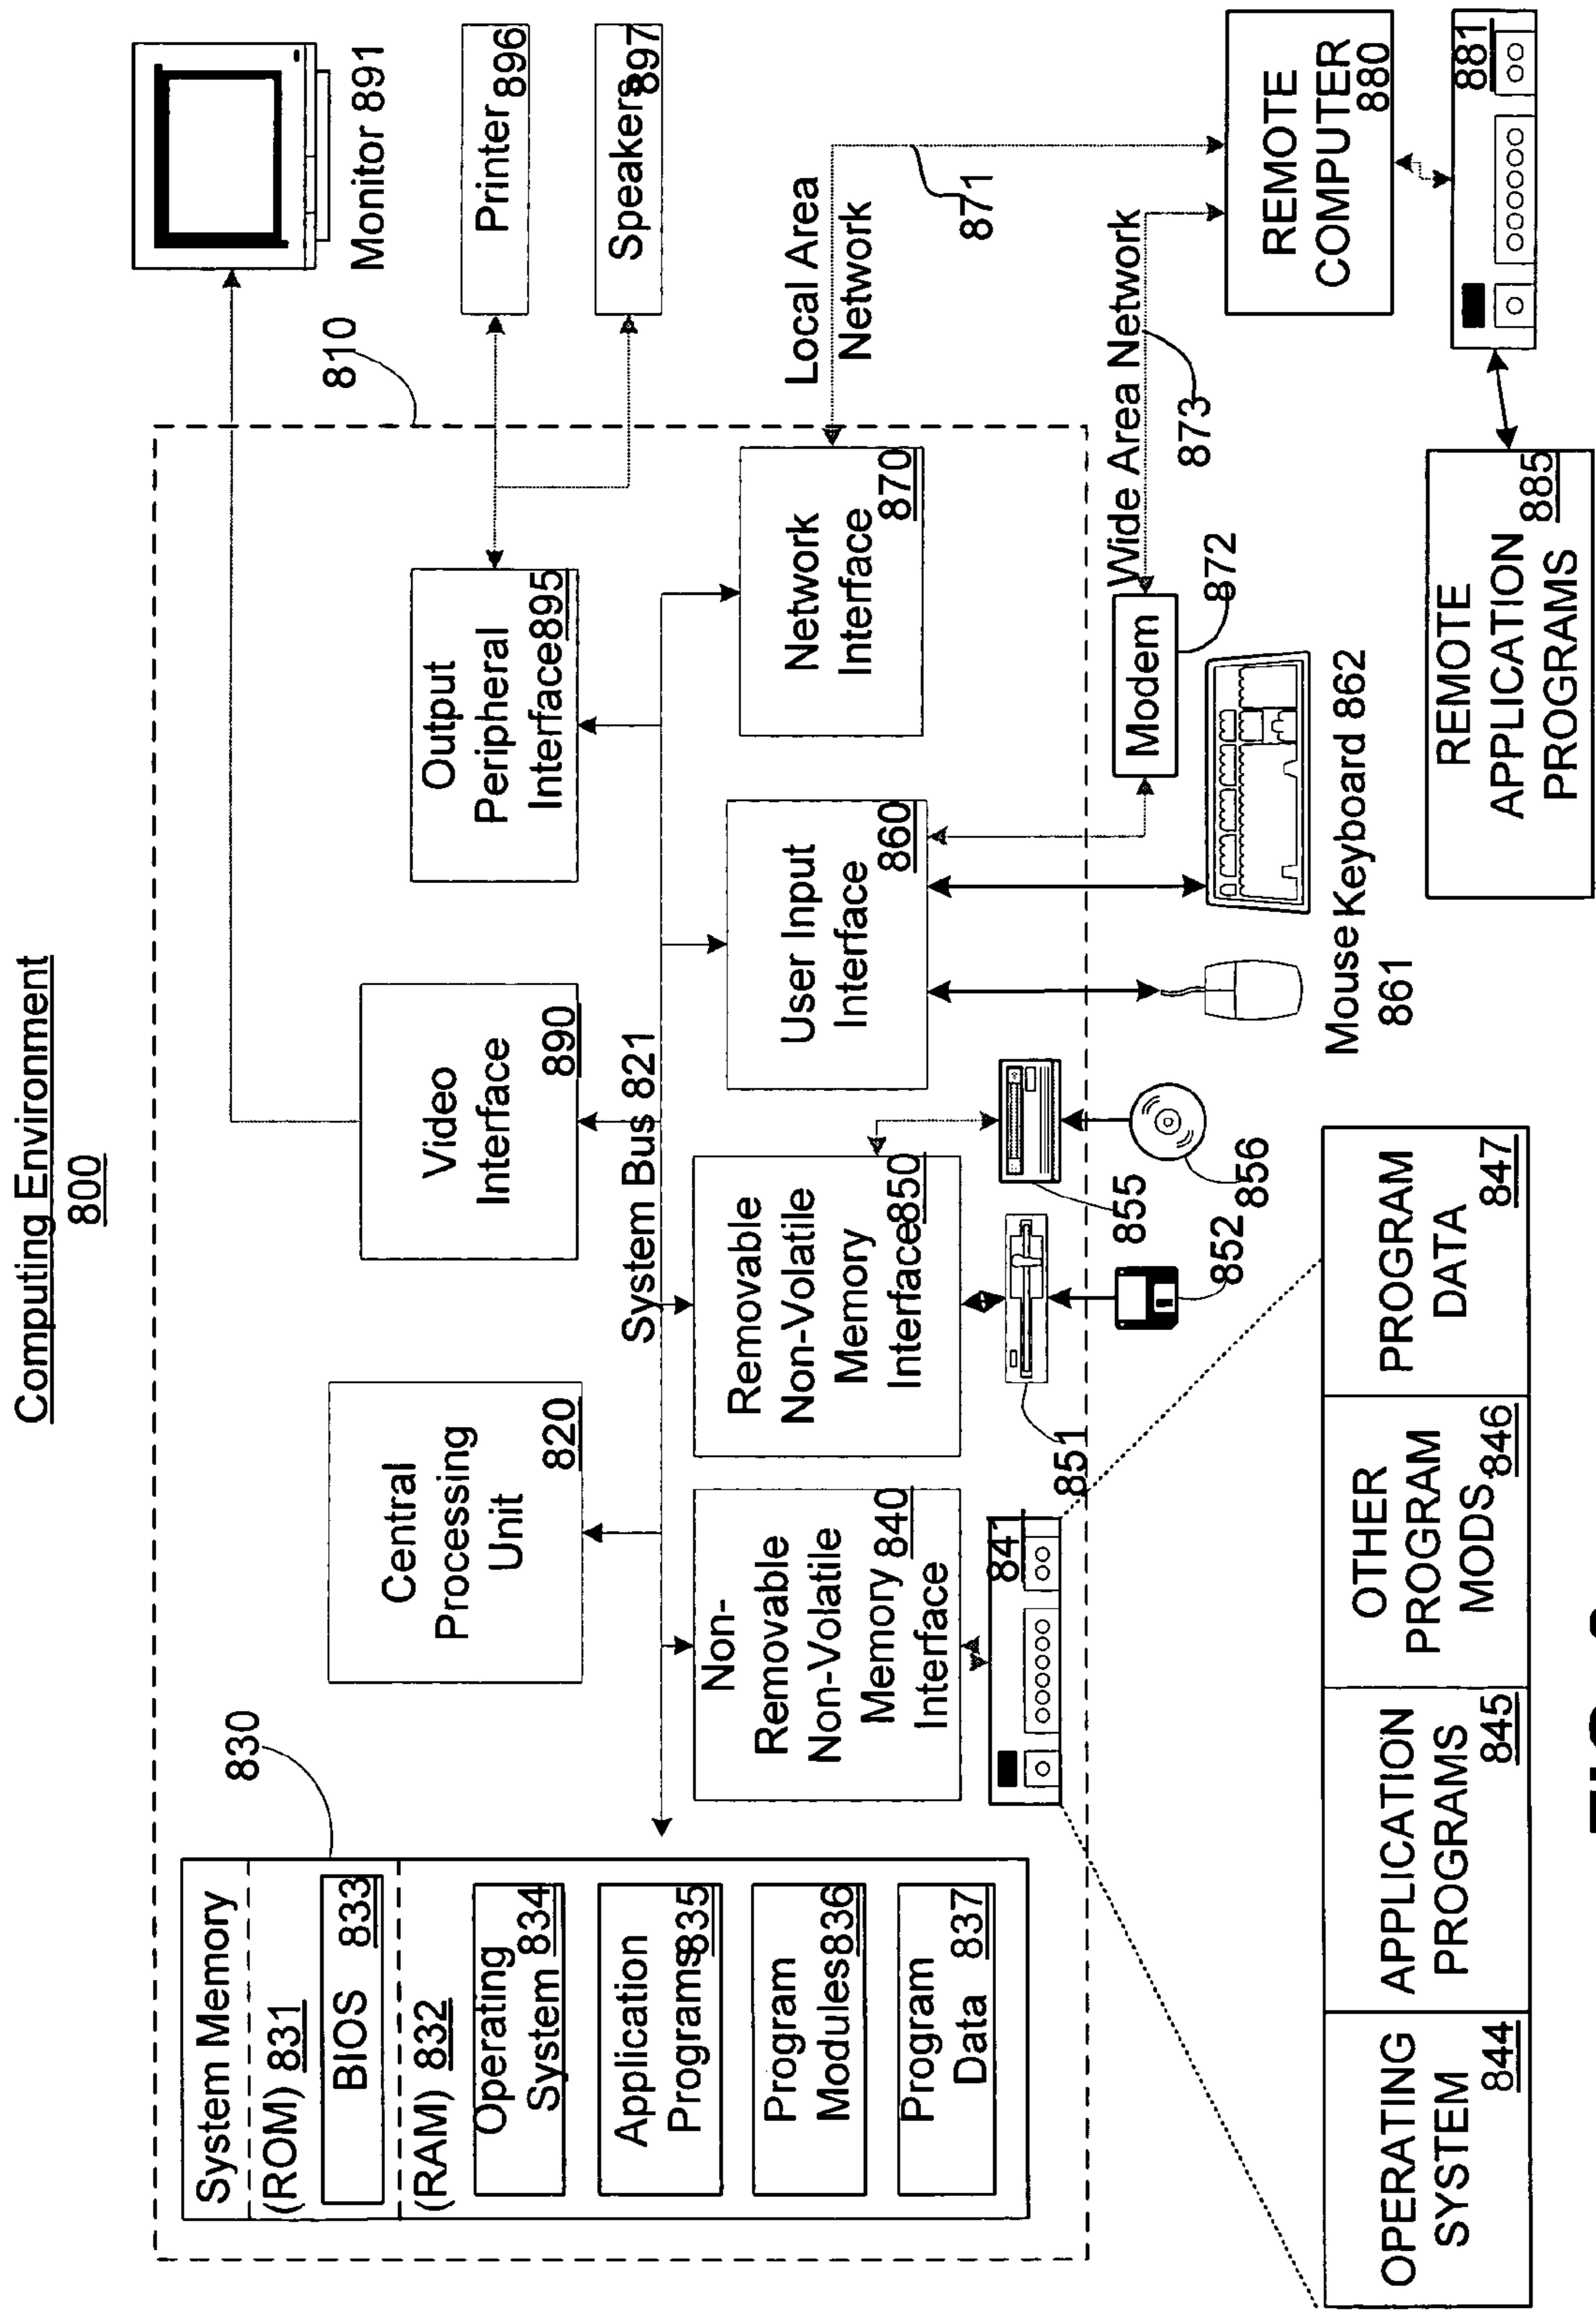 Computing Environment
800
System Memory
(ROM) 831
BIOS 833
(RAM) 832
Operating
System 834
Application
Programs 835
Program
Modules 836
Program
Data 837
830
Central
Processing
Unit
820
Video
Interface
890
Output
Peripheral
Interface 895
810
Monitor 891
Printer 896
Speakers 897
System Bus 821
Non-
Removable
Non-Volatile
Memory 840
Interface
Removable
Non-Volatile
Memory
Interface 850
User Input
Interface
860
Network
Interface
870
Local Area
Network
871
Wide Area Network
873
Modem
872
841
851
852
855
856
Mouse
861
Keyboard 862
REMOTE
COMPUTER
880
881
REMOTE
APPLICATION
PROGRAMS 885
OPERATING
SYSTEM
844
APPLICATION
PROGRAMS
845
OTHER
PROGRAM
MODS.
846
PROGRAM
DATA
847